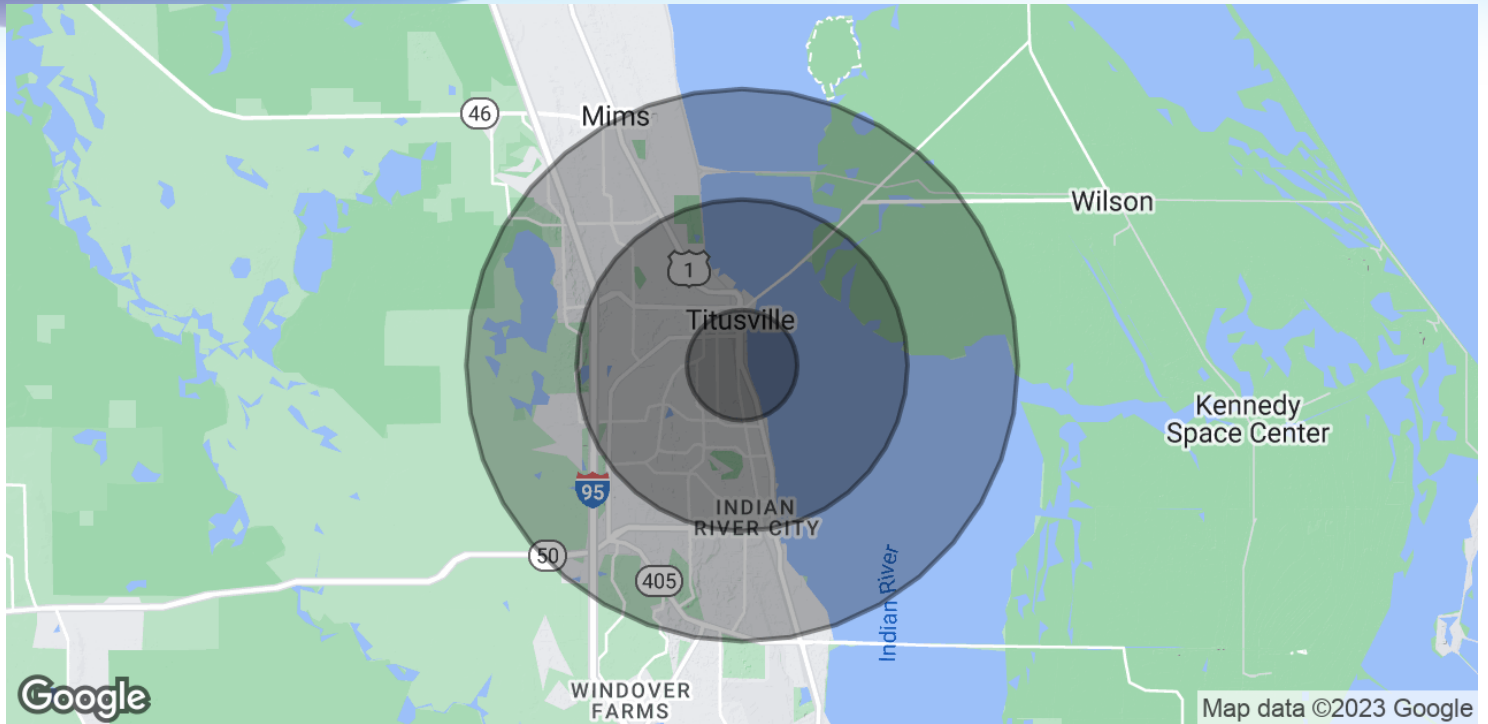 46
Mims
Wilson
1
Titusville
Kennedy
Space Center
95
INDIAN
RIVER CITY
50
405
Indian River
WINDOVER
FARMS
Google
Map data ©2023 Google